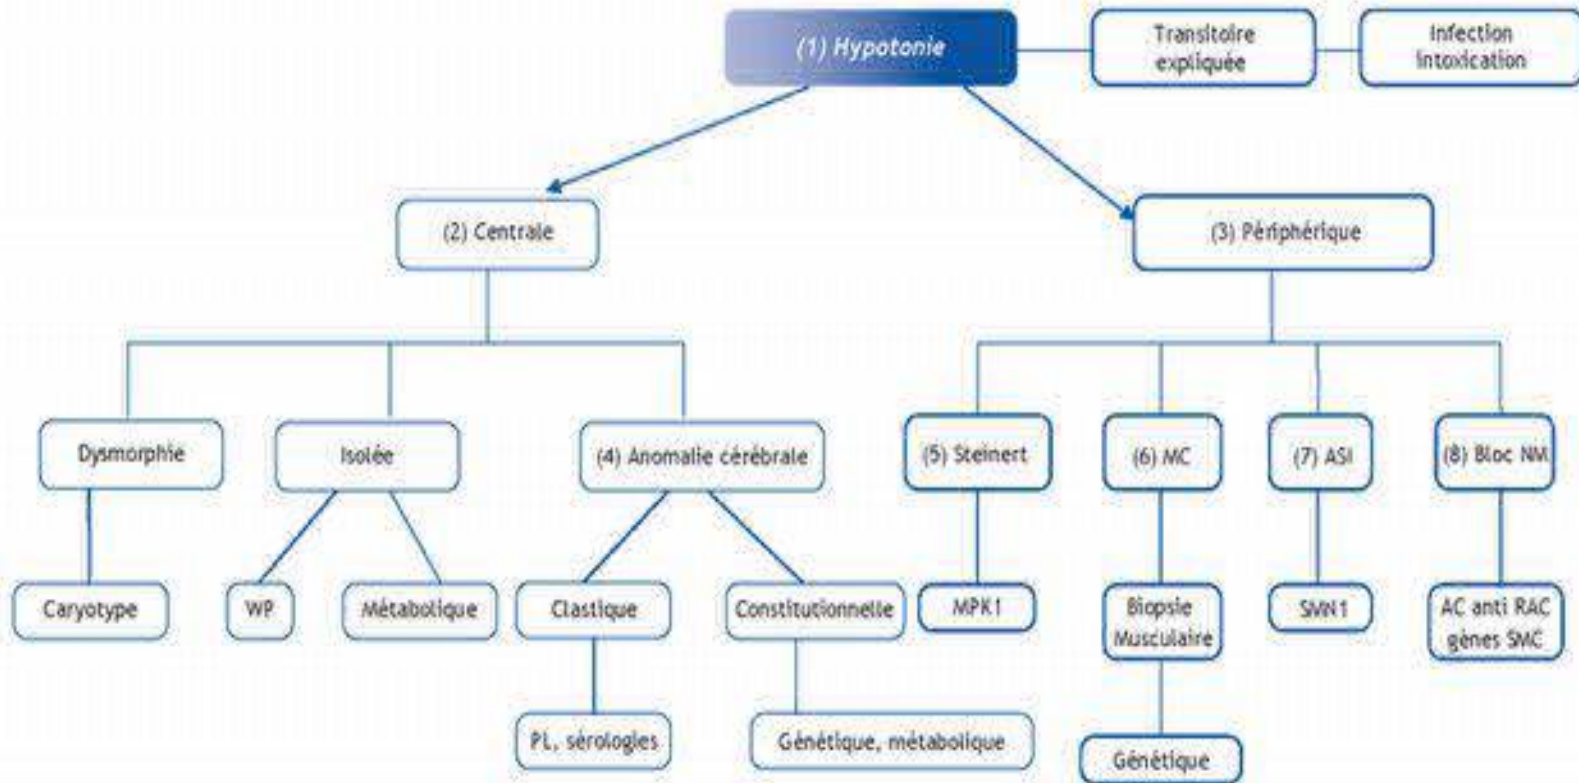 (1) Hypotonie
Transitoire
expliquée
Infection
Intoxication
(2) Centrale
(3) Périphérique
Dysmorphie
Isolée
(4) Anomalie cérébrale
(5) Steinert
(6) MC
(7) ASI
(8) Bloc NM
Caryotype
WP
Métabolique
Clastique
Constitutionnelle
MPK1
Biopsie
Musculaire
SMN1
AC anti RAC
gènes SMC
PL, sérologies
Génétique, métabolique
Génétique